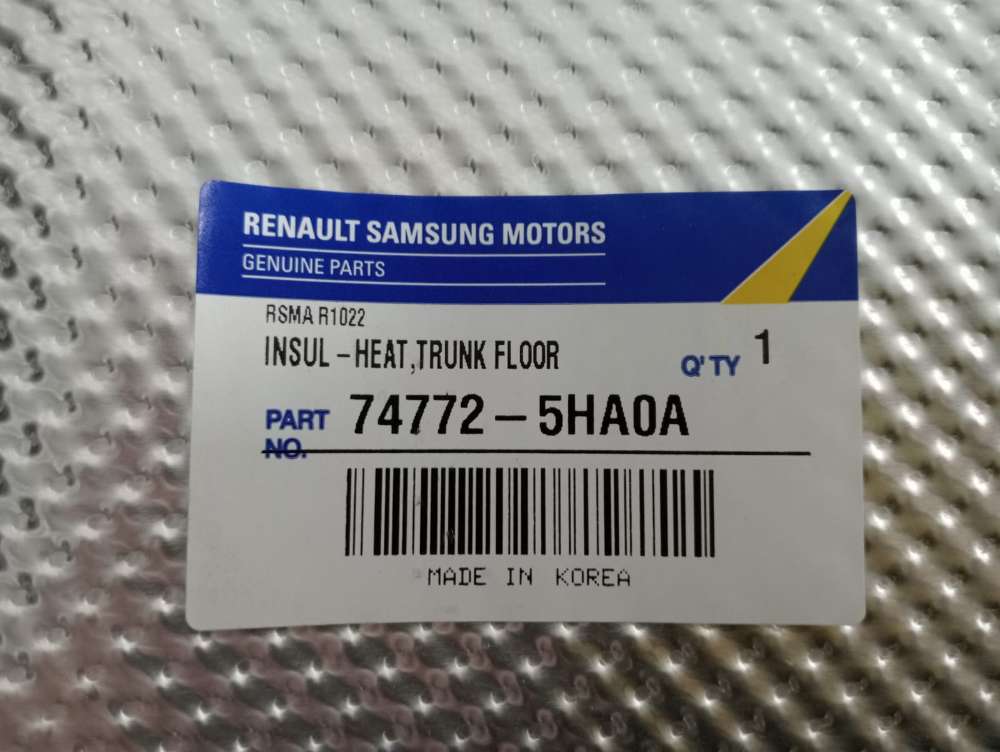 RENAULT SAMSUNG MOTORS
GENUINE PARTS
RSMA R1022
INSUL - HEAT,TRUNK FLOOR
Q'TY 1
PART NO. 74772 - 5HA0A
MADE IN KOREA